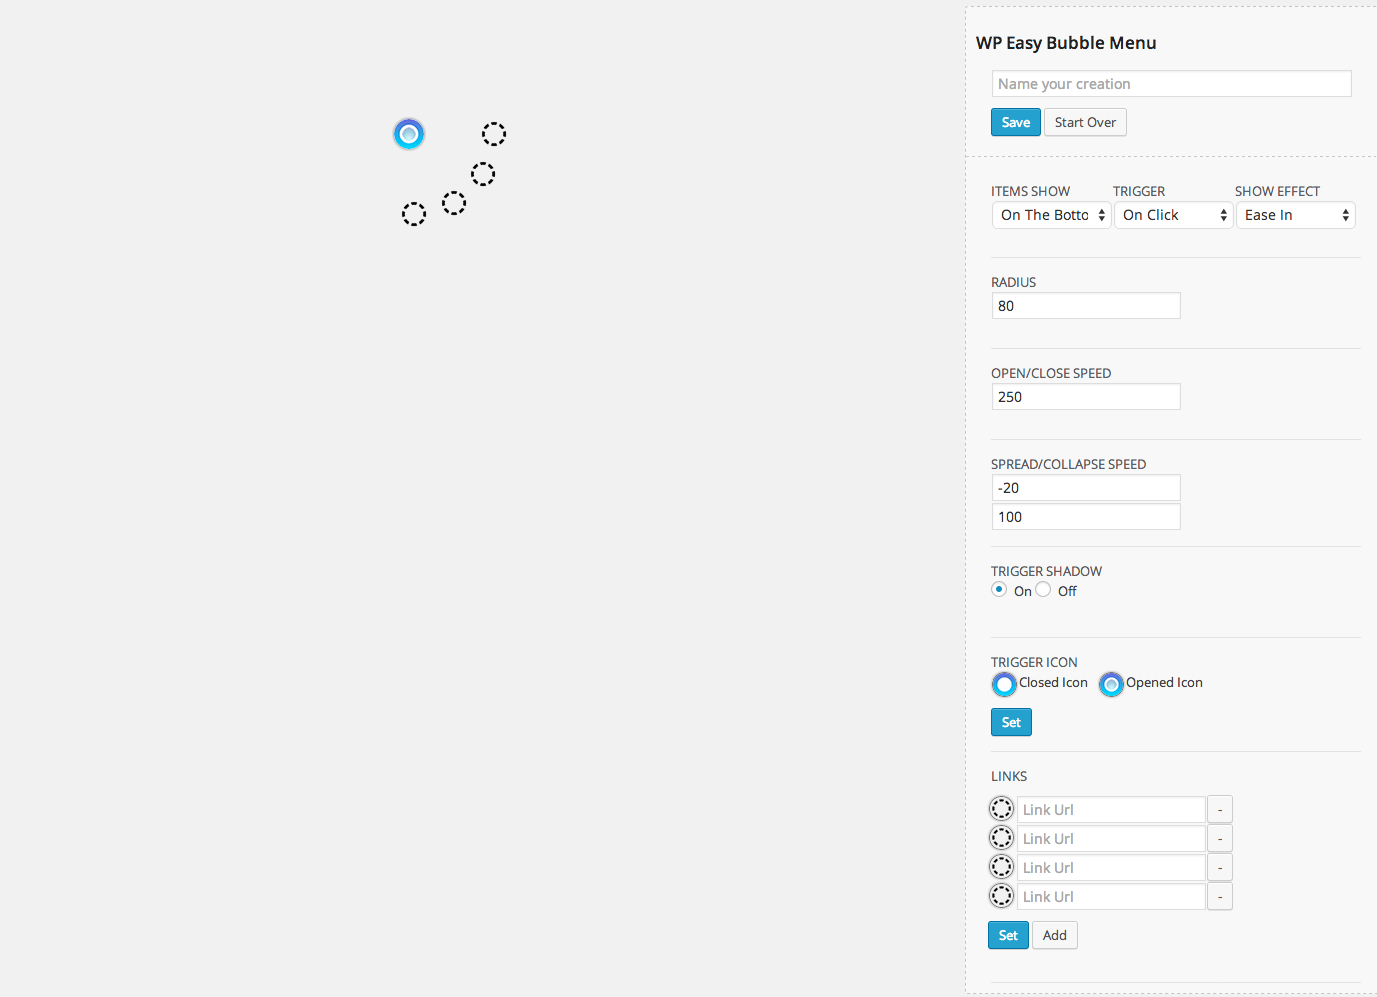 WP Easy Bubble Menu
Name your creation
Save Start Over
ITEMS SHOW TRIGGER SHOW EFFECT
On The Botto On Click Ease In
RADIUS
80
OPEN/CLOSE SPEED
250
SPREAD/COLLAPSE SPEED
-20
100
TRIGGER SHADOW
On Off
TRIGGER ICON
Closed Icon Opened Icon
Set
LINKS
Link Url -
Link Url -
Link Url -
Link Url -
Set Add